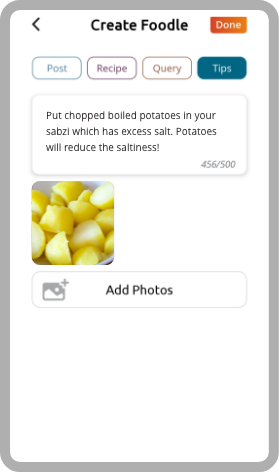 Create Foodle
Done
Post
Recipe
Query
Tips
Put chopped boiled potatoes in your
sabzi which has excess salt. Potatoes
will reduce the saltiness!
456/500
Add Photos